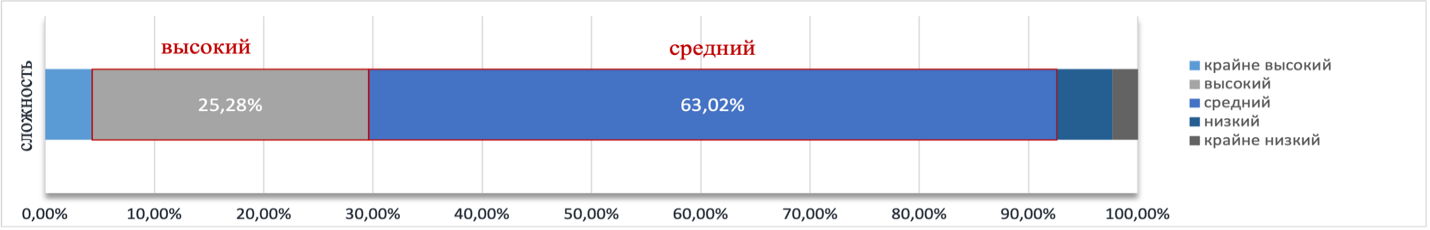 высокий
средний
сложность
25,28%
63,02%
крайне высокий
высокий
средний
низкий
крайне низкий
0,00% 10,00% 20,00% 30,00% 40,00% 50,00% 60,00% 70,00% 80,00% 90,00% 100,00%